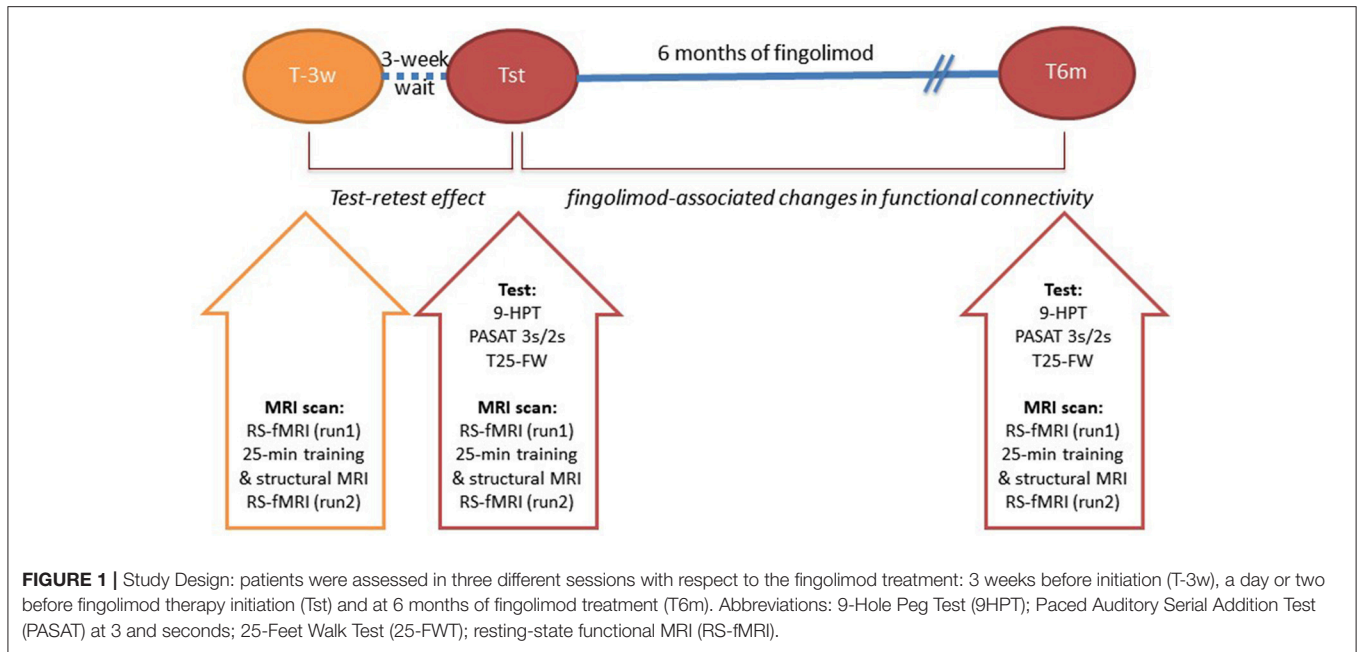 T-3w
3-week
wait
Tst
6 months of fingolimod
T6m
Test-retest effect
fingolimod-associated changes in functional connectivity
MRI scan:
RS-fMRI (run1)
25-min training
& structural MRI
RS-fMRI (run2)
Test:
9-HPT
PASAT 3s/2s
T25-FW
MRI scan:
RS-fMRI (run1)
25-min training
& structural MRI
RS-fMRI (run2)
Test:
9-HPT
PASAT 3s/2s
T25-FW
MRI scan:
RS-fMRI (run1)
25-min training
& structural MRI
RS-fMRI (run2)
FIGURE 1 | Study Design: patients were assessed in three different sessions with respect to the fingolimod treatment: 3 weeks before initiation (T-3w), a day or two
before fingolimod therapy initiation (Tst) and at 6 months of fingolimod treatment (T6m). Abbreviations: 9-Hole Peg Test (9HPT); Paced Auditory Serial Addition Test
(PASAT) at 3 and seconds; 25-Feet Walk Test (25-FWT); resting-state functional MRI (RS-fMRI).